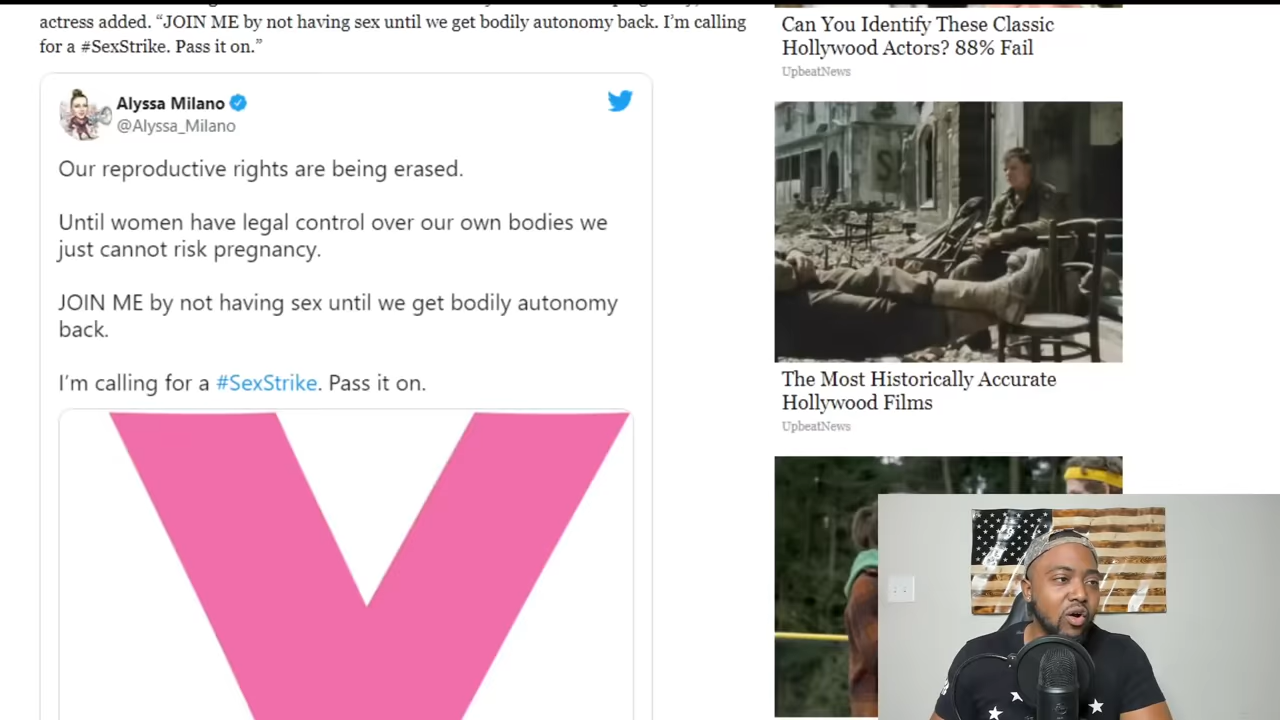 actress added. “JOIN ME by not having sex until we get bodily autonomy back. I’m calling
for a #SexStrike. Pass it on.”
Alyssa Milano
@Alyssa_Milano
Our reproductive rights are being erased.
Until women have legal control over our own bodies we
just cannot risk pregnancy.
JOIN ME by not having sex until we get bodily autonomy
back.
I’m calling for a #SexStrike. Pass it on.
Can You Identify These Classic
Hollywood Actors? 88% Fail
UpbeatNews
The Most Historically Accurate
Hollywood Films
UpbeatNews